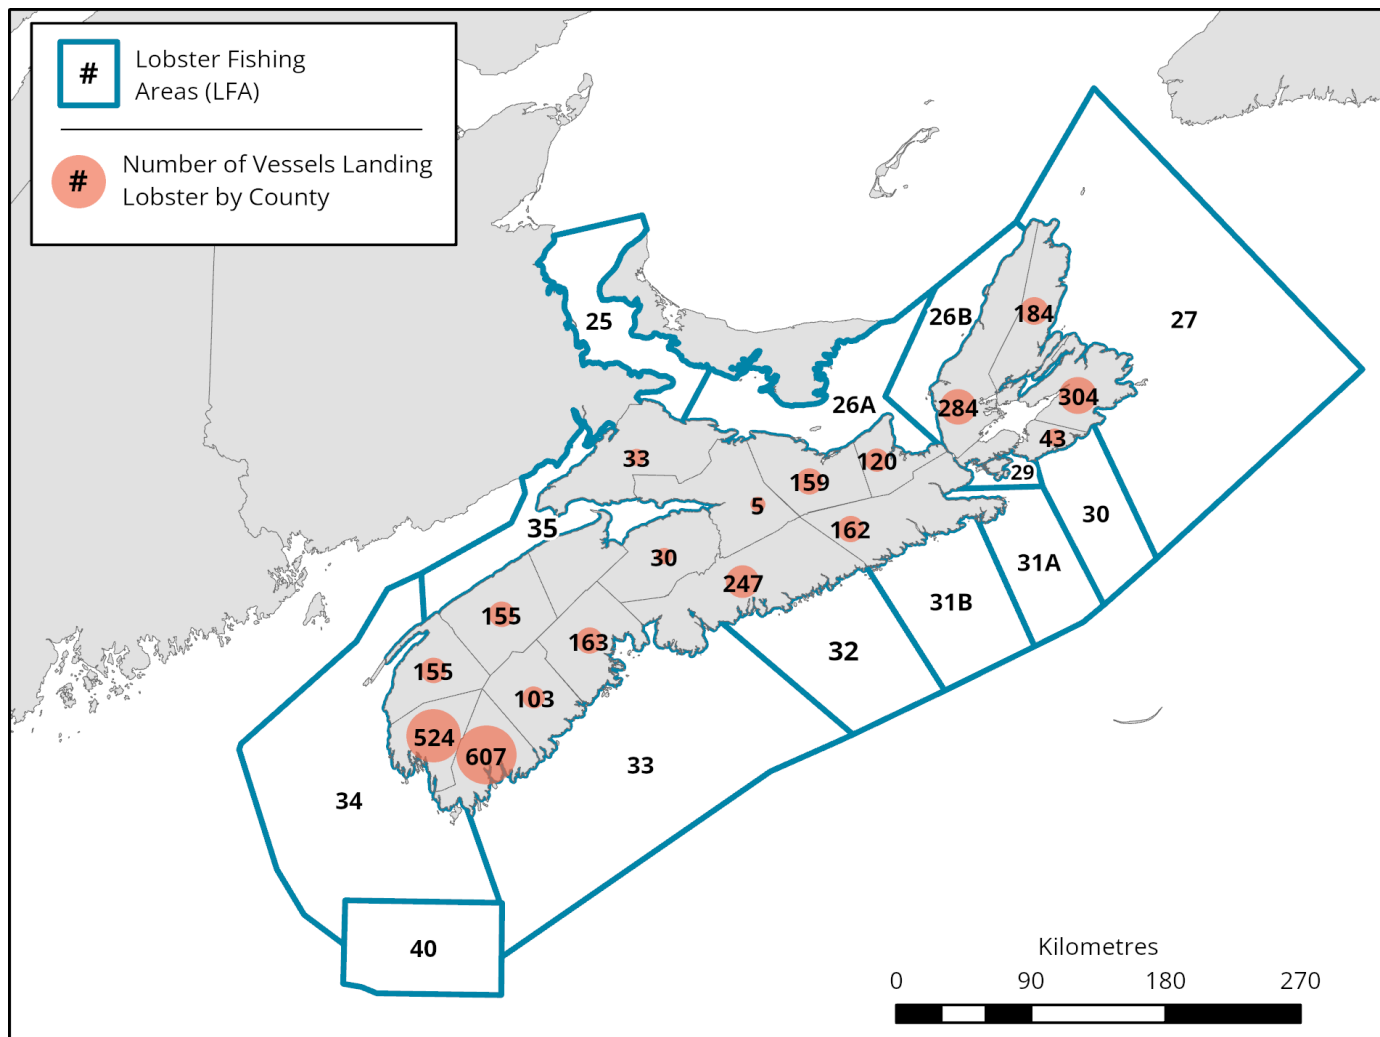 #
Lobster Fishing
Areas (LFA)
#
Number of Vessels Landing
Lobster by County
25
26B
184
27
26A
284
304
43
33
159
120
29
5
35
162
30
30
31A
247
31B
155
163
32
155
103
524
607
33
34
40
Kilometres
0 90 180 270